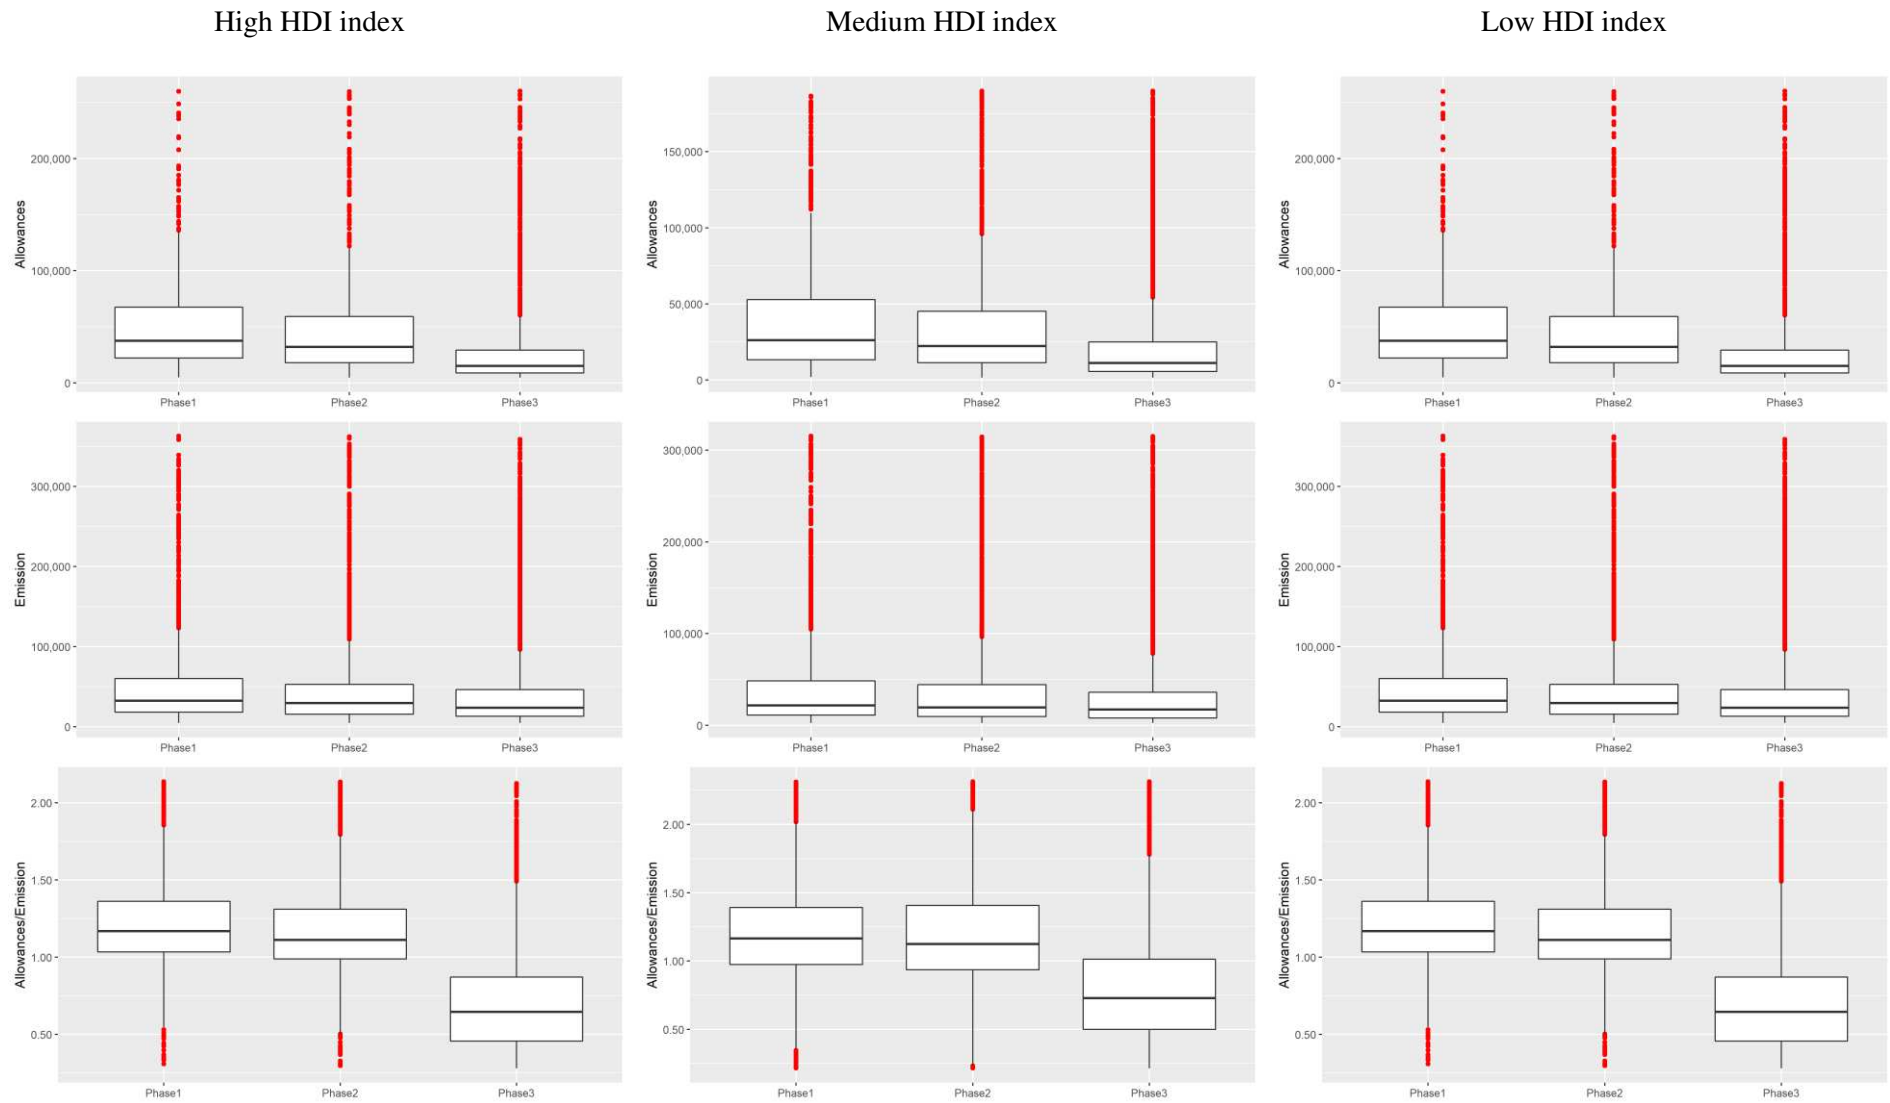 High HDI index
Medium HDI index
Low HDI index
Allowances
200,000
100,000
0
Phase1
Phase2
Phase3
Allowances
150,000
100,000
50,000
0
Phase1
Phase2
Phase3
Allowances
200,000
100,000
0
Phase1
Phase2
Phase3
Emission
300,000
200,000
100,000
0
Phase1
Phase2
Phase3
Emission
300,000
200,000
100,000
0
Phase1
Phase2
Phase3
Emission
300,000
200,000
100,000
0
Phase1
Phase2
Phase3
Allowances/Emission
2.00
1.50
1.00
0.50
Phase1
Phase2
Phase3
Allowances/Emission
2.00
1.50
1.00
0.50
Phase1
Phase2
Phase3
Allowances/Emission
2.00
1.50
1.00
0.50
Phase1
Phase2
Phase3